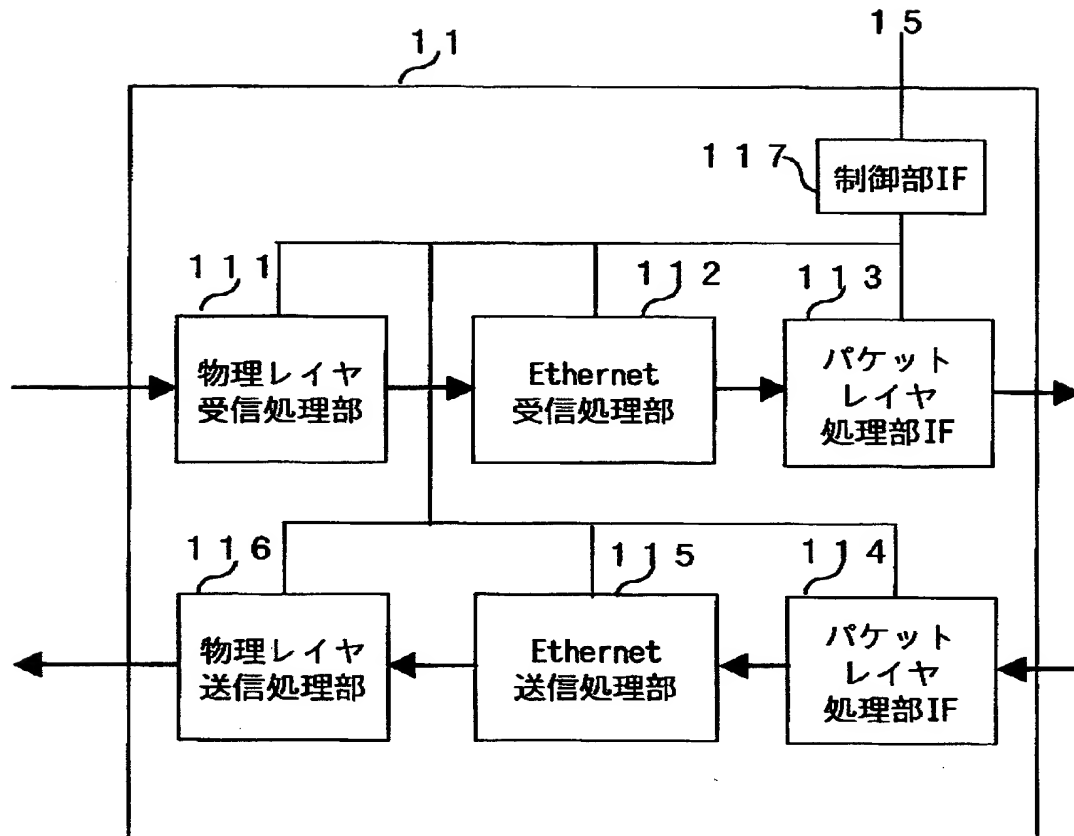 15
11
117
制御部IF
111
112
113
物理レイヤ
受信処理部
Ethernet
受信処理部
パケット
レイヤ
処理部IF
116
115
114
物理レイヤ
送信処理部
Ethernet
送信処理部
パケット
レイヤ
処理部IF